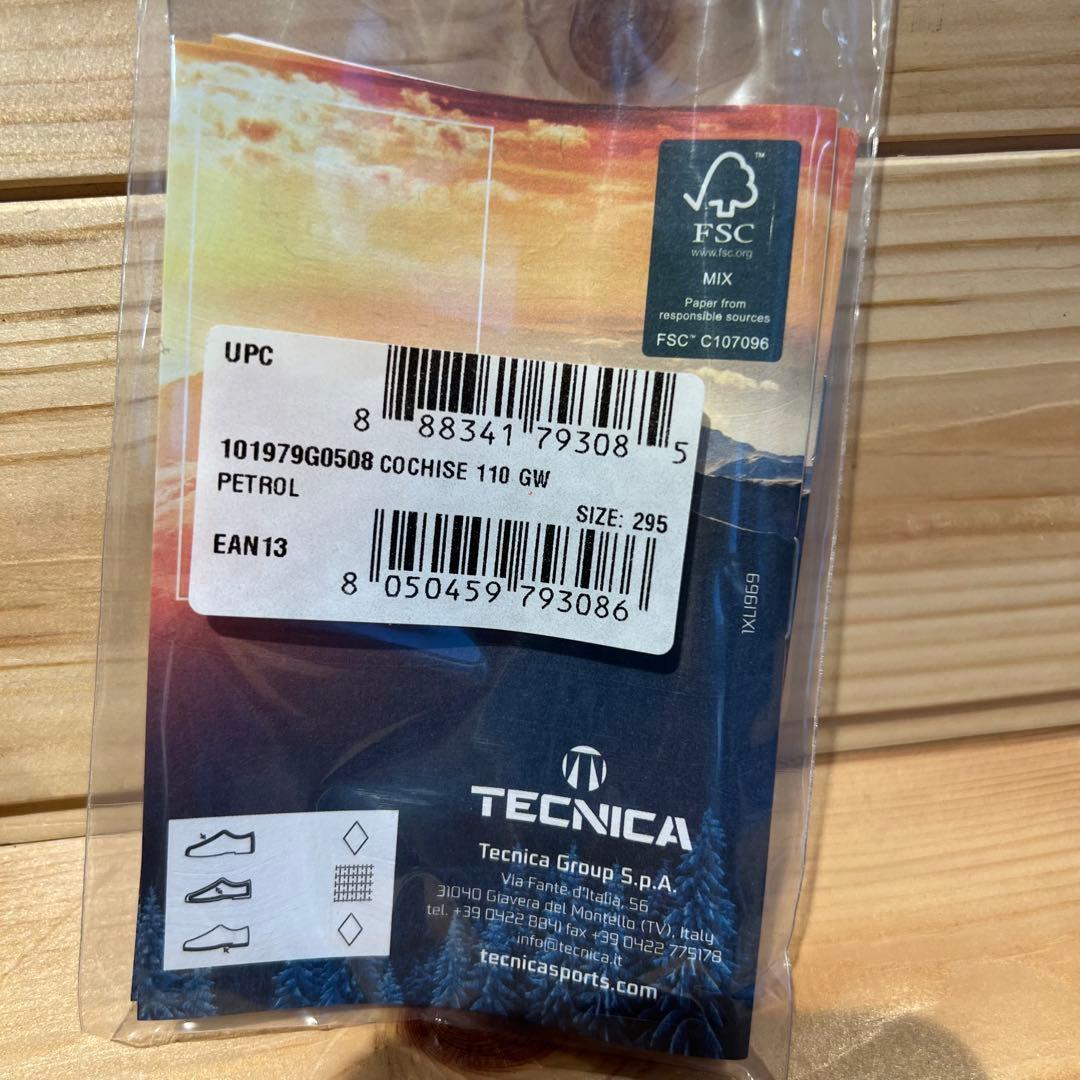 ™
FSC
www.fsc.org
MIX
Paper from
responsible sources
FSC™ C107096
UPC
8 88341 79308 5
101979G0508 COCHISE 110 GW
PETROL
SIZE: 295
EAN13
8 050459 793086
1XLI969
TECNICA
Tecnica Group S.p.A.
Via Fante d'Italia, 56
31040 Giavera del Montello (TV), Italy
tel. +39 0422 8841 fax +39 0422 775178
info@tecnica.it
tecnicasports.com